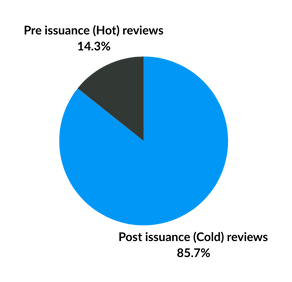 Pre issuance (Hot) reviews
14.3%
Post issuance (Cold) reviews
85.7%